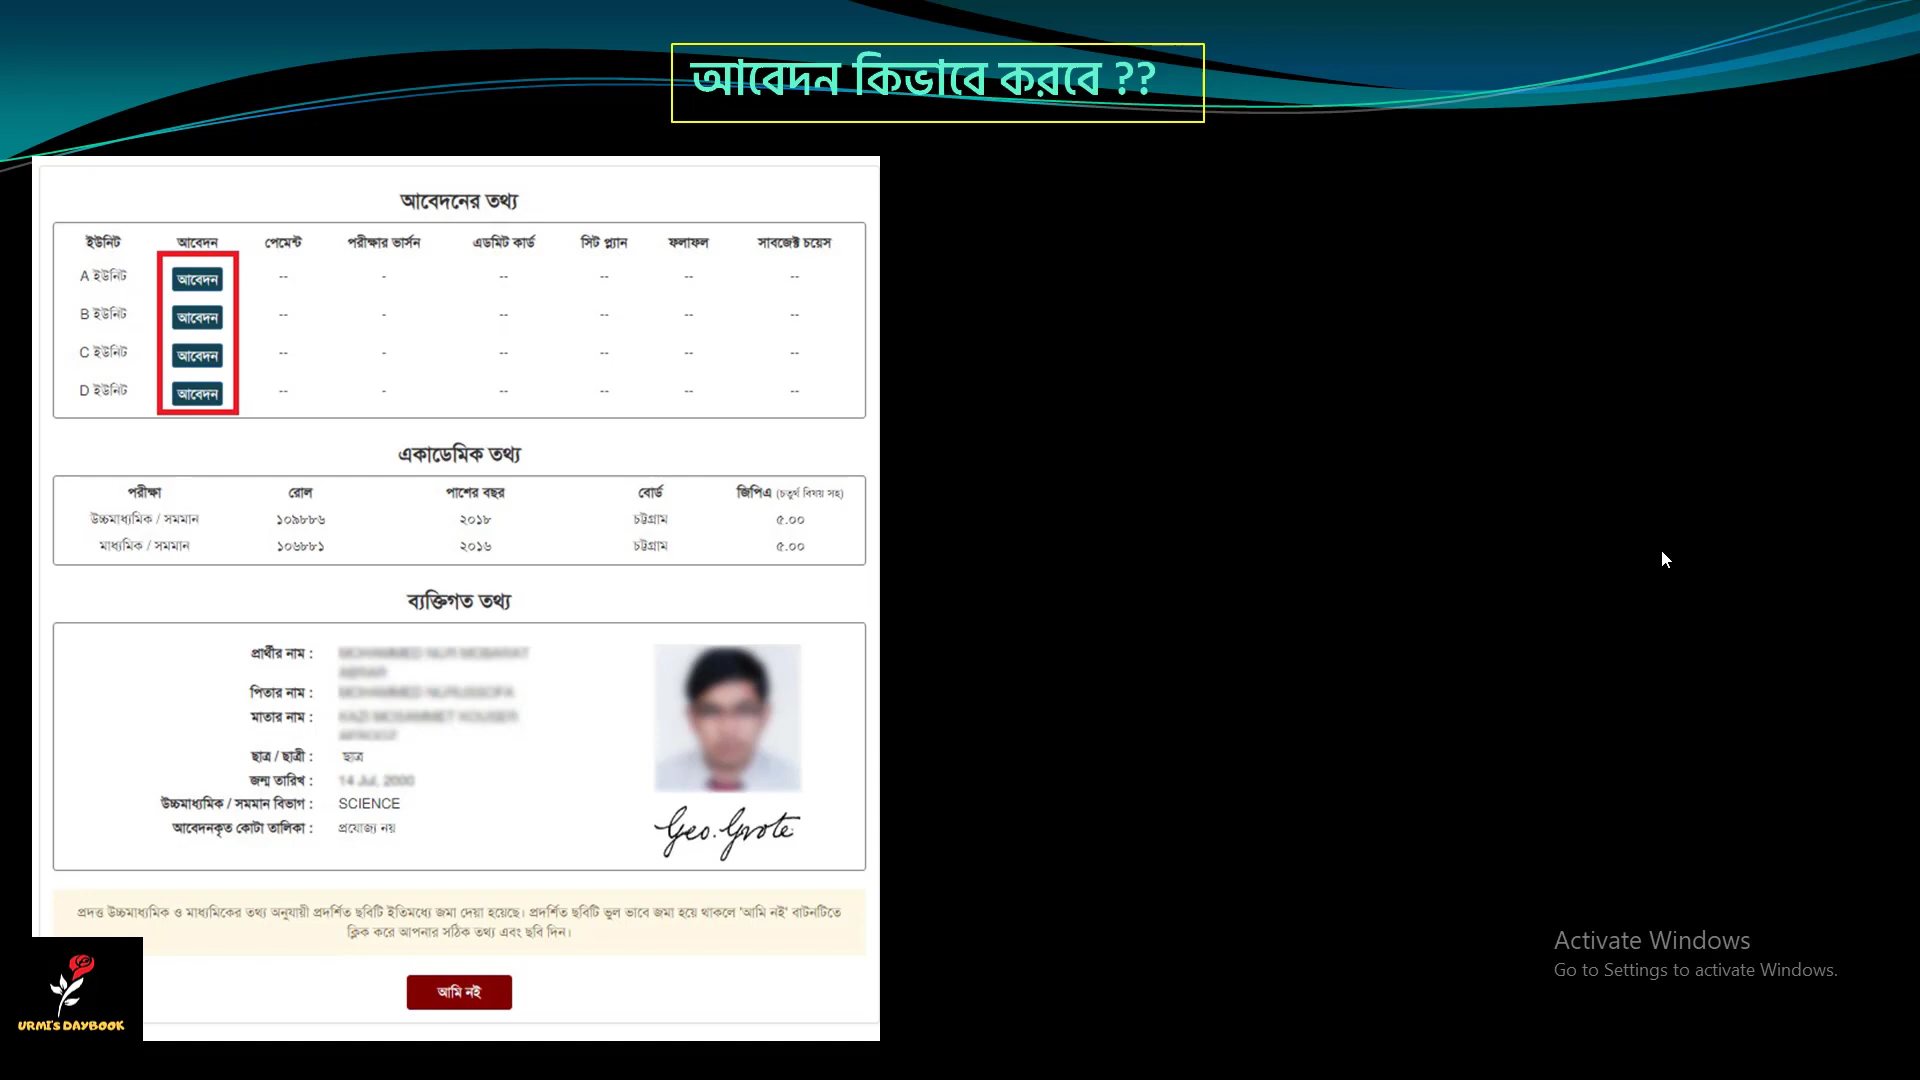 আবেদন কিভাবে করবে ??
আবেদনের তথ্য
ইউনিট আবেদন পেমেন্ট পরীক্ষার ভার্সন এডমিট কার্ড সিট প্ল্যান ফলাফল সাবজেক্ট চয়েস
A ইউনিট আবেদন -- - -- -- -- --
B ইউনিট আবেদন -- - -- -- -- --
C ইউনিট আবেদন -- - -- -- -- --
D ইউনিট আবেদন -- - -- -- -- --
একাডেমিক তথ্য
পরীক্ষা রোল পাশের বছর বোর্ড জিপিএ (চতুর্থ বিষয় সহ)
উচ্চমাধ্যমিক / সমমান ১০৯৮৮৬ ২০১৮ চট্টগ্রাম ৫.০০
মাধ্যমিক / সমমান ১০৬৮৮১ ২০১৬ চট্টগ্রাম ৫.০০
ব্যক্তিগত তথ্য
প্রার্থীর নাম :
পিতার নাম :
মাতার নাম :
ছাত্র / ছাত্রী : ছাত্র
জন্ম তারিখ :
উচ্চমাধ্যমিক / সমমান বিভাগ : SCIENCE
আবেদনকৃত কোটা তালিকা : প্রযোজ্য নয়
Geo. Grote
প্রদত্ত উচ্চমাধ্যমিক ও মাধ্যমিকের তথ্য অনুযায়ী প্রদর্শিত ছবিটি ইতিমধ্যে জমা দেয়া হয়েছে। প্রদর্শিত ছবিটি ভুল ভাবে জমা হয়ে থাকলে 'আমি নই' বাটনটিতে
ক্লিক করে আপনার সঠিক তথ্য এবং ছবি দিন।
আমি নই
URMI's DAYBOOK
Activate Windows
Go to Settings to activate Windows.